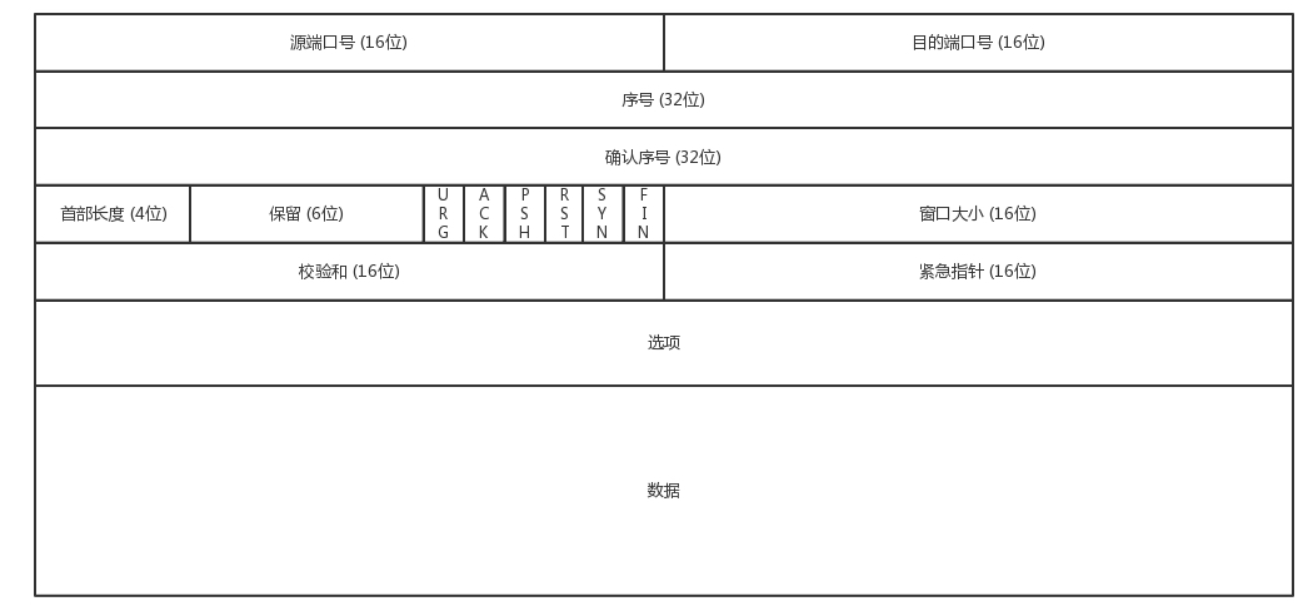 源端口号 (16位)
目的端口号 (16位)
序号 (32位)
确认序号 (32位)
首部长度 (4位)
保留 (6位)
URG
ACK
PSH
RST
SYN
FIN
窗口大小 (16位)
校验和 (16位)
紧急指针 (16位)
选项
数据